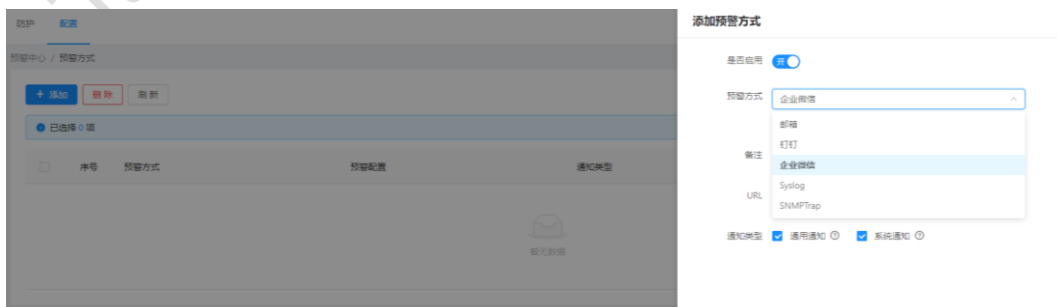 防护 配置
预警中心 / 预警方式
+ 添加 删除 刷新
已选择 0 项
序号 预警方式 预警配置 通知类型
暂无数据
添加预警方式
是否启用 开
预警方式 企业微信
邮箱
钉钉
备注
企业微信
URL
Syslog
SNMPTrap
通知类型 通用通知 系统通知